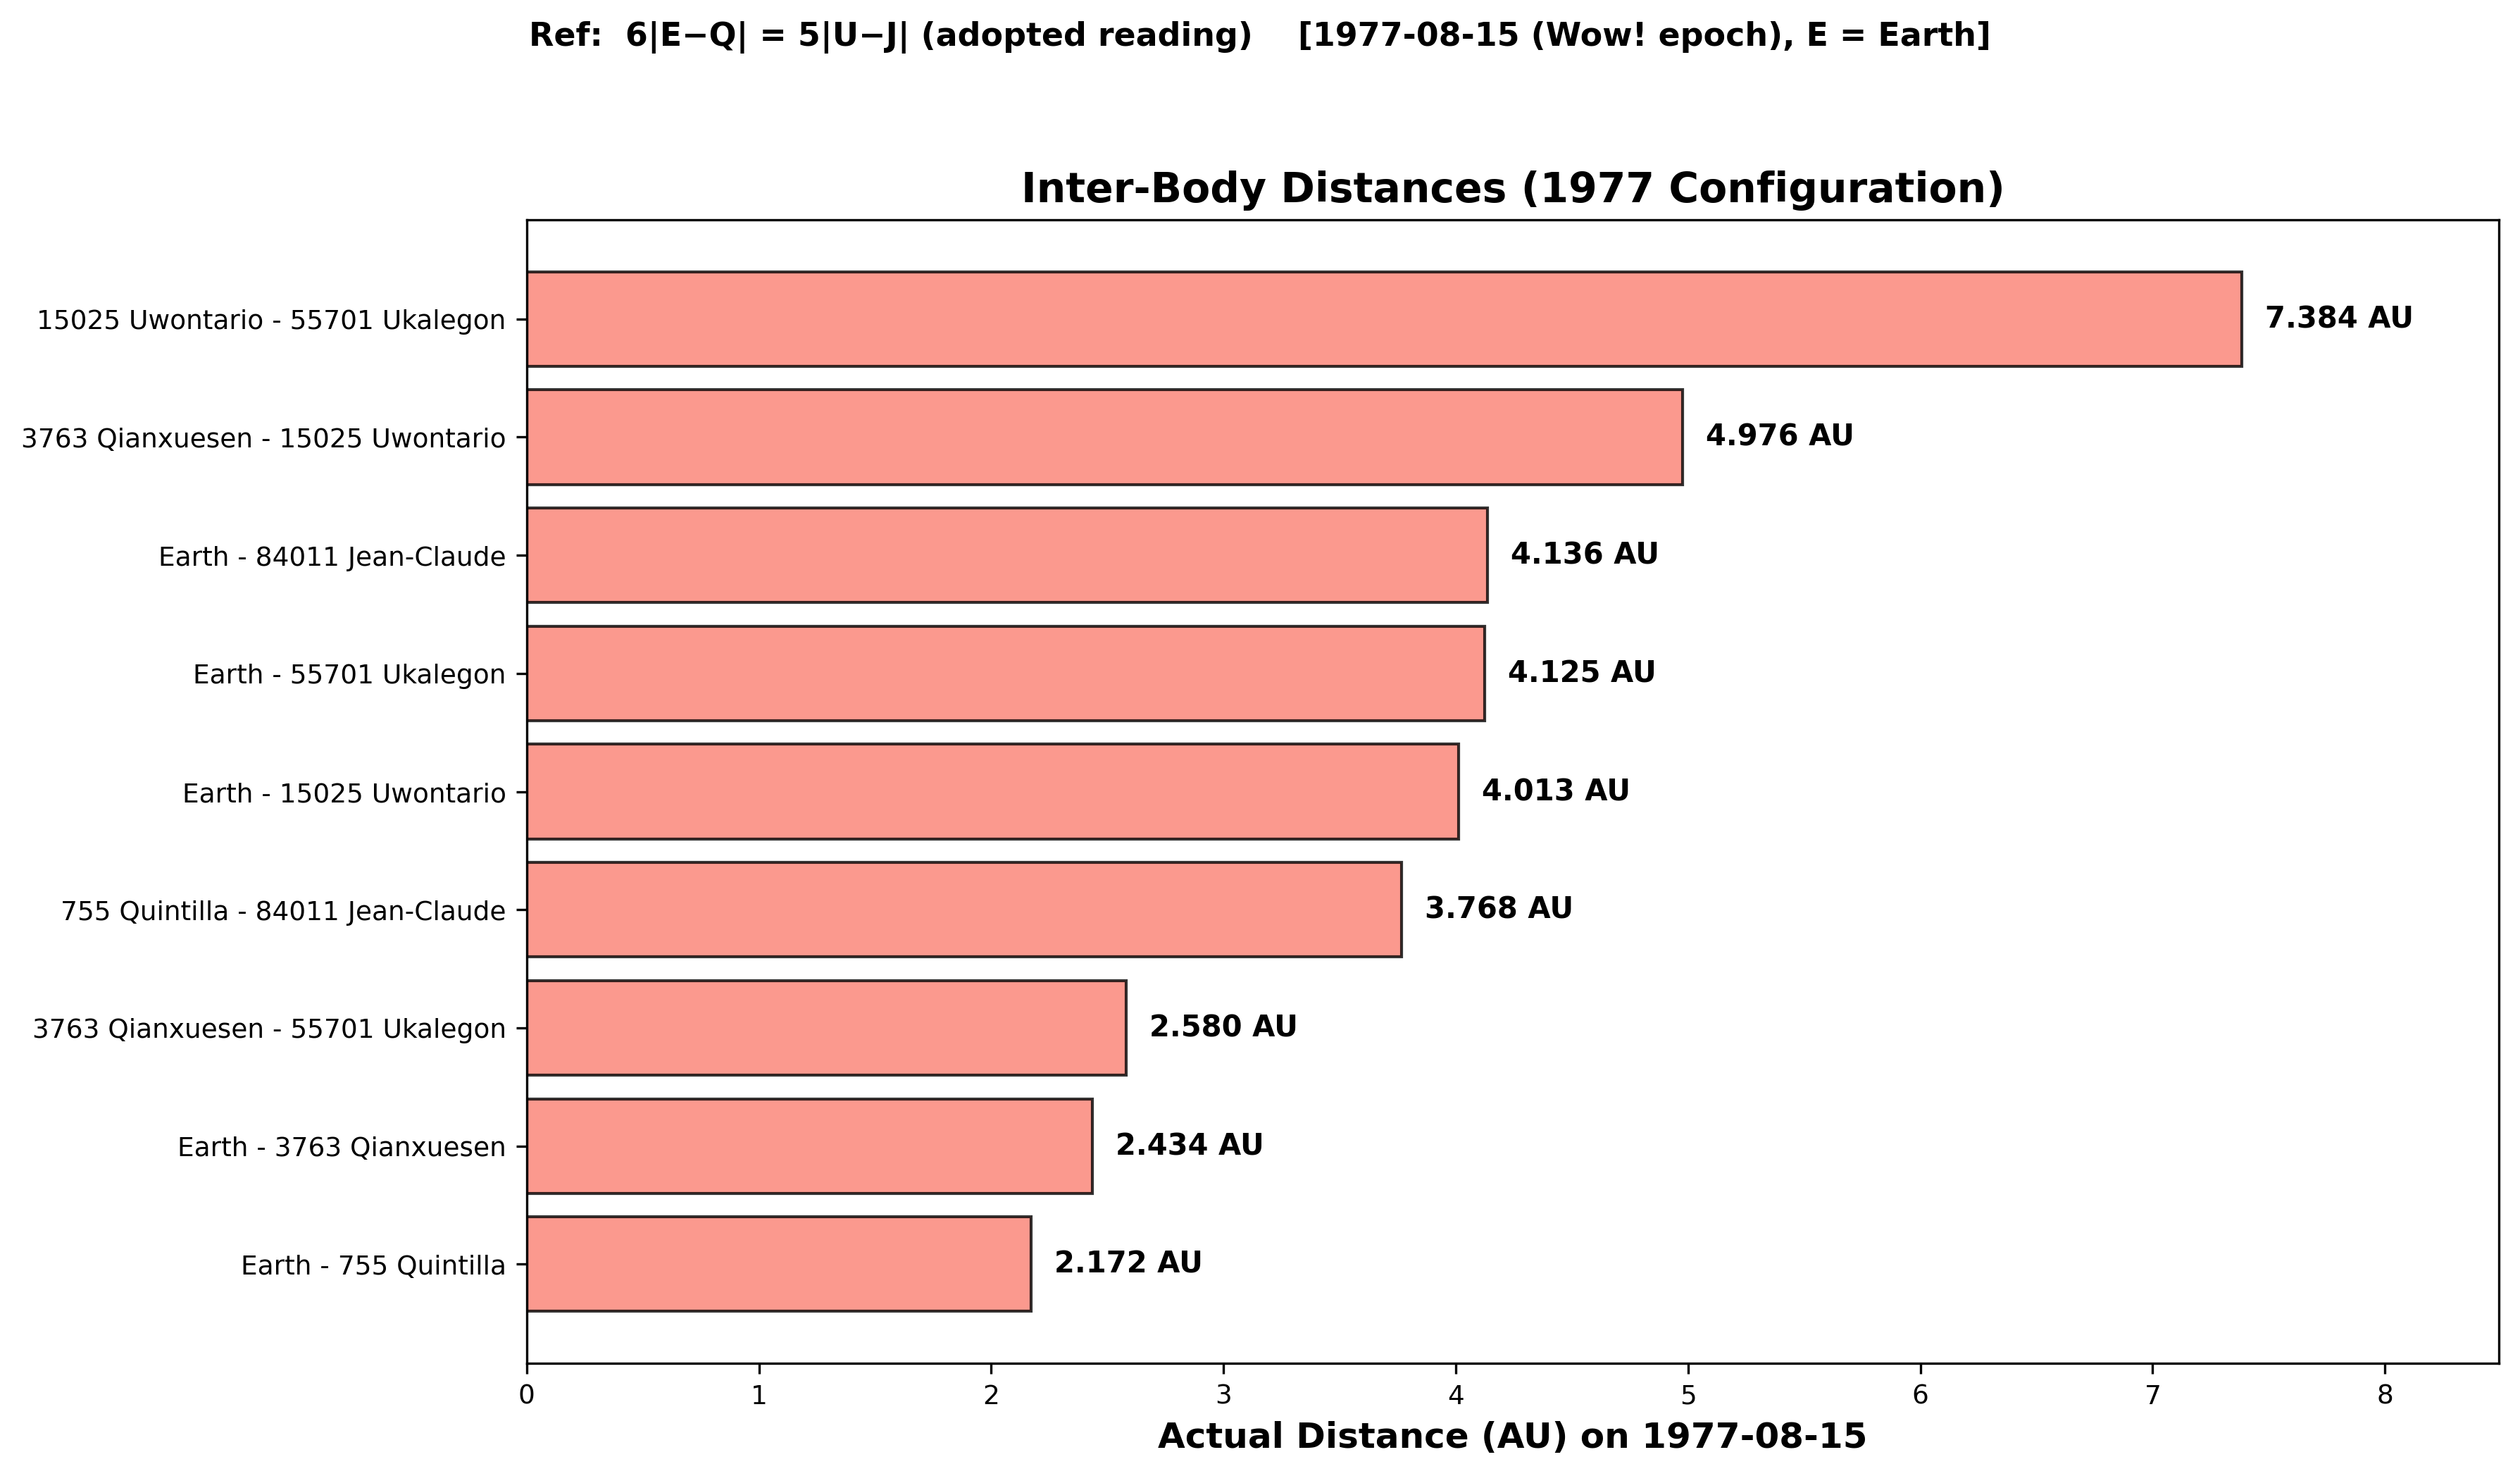 Ref:  6|E−Q| = 5|U−J| (adopted reading)    [1977-08-15 (Wow! epoch), E = Earth]
Inter-Body Distances (1977 Configuration)
15025 Uwontario - 55701 Ukalegon 7.384 AU
3763 Qianxuesen - 15025 Uwontario 4.976 AU
Earth - 84011 Jean-Claude 4.136 AU
Earth - 55701 Ukalegon 4.125 AU
Earth - 15025 Uwontario 4.013 AU
755 Quintilla - 84011 Jean-Claude 3.768 AU
3763 Qianxuesen - 55701 Ukalegon 2.580 AU
Earth - 3763 Qianxuesen 2.434 AU
Earth - 755 Quintilla 2.172 AU
0 1 2 3 4 5 6 7 8
Actual Distance (AU) on 1977-08-15